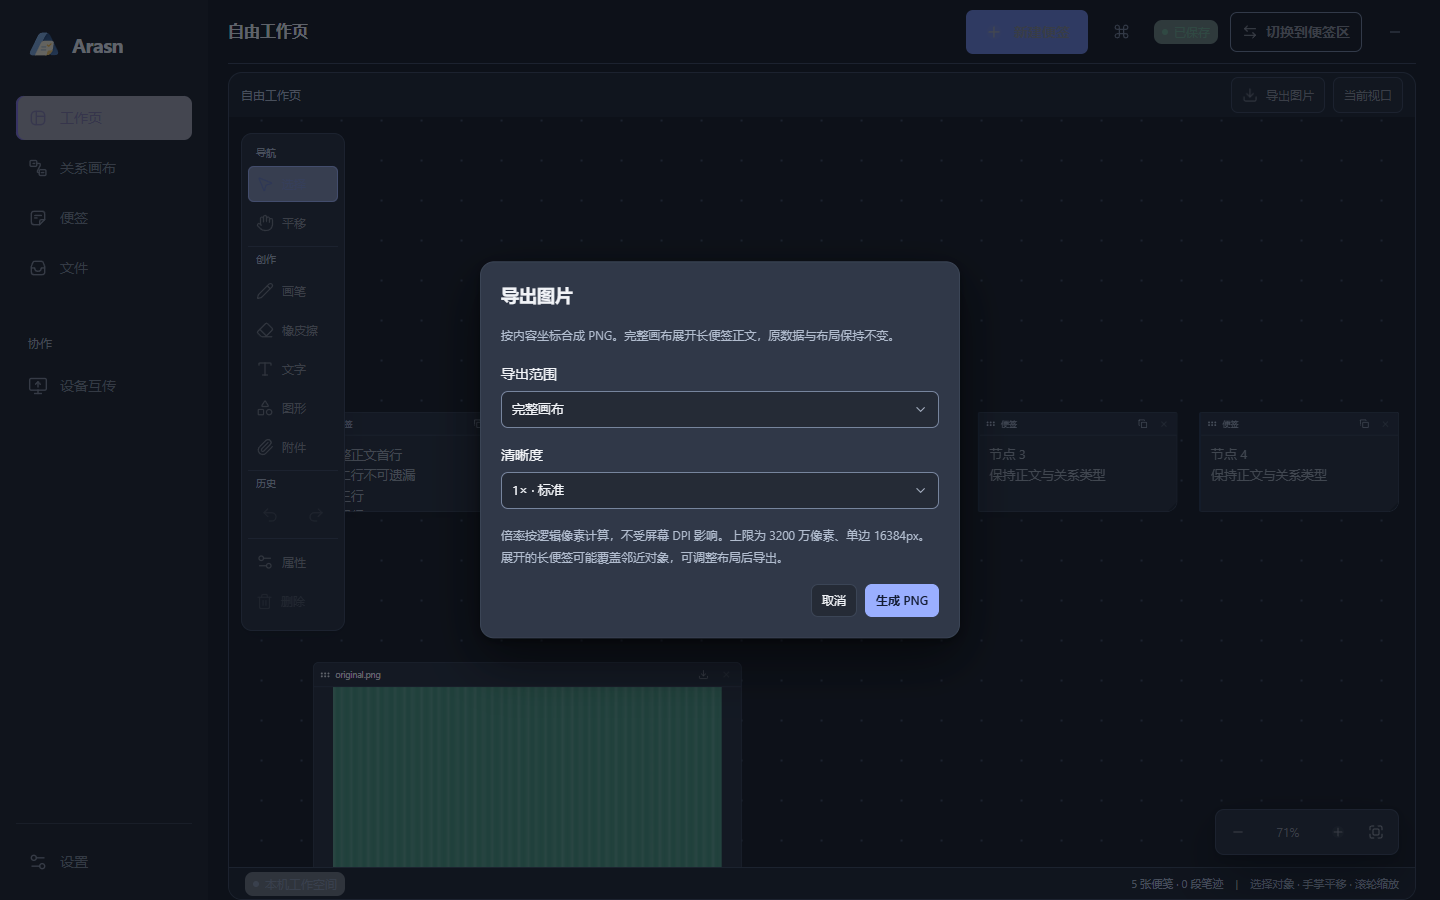 Arasn
工作页
关系画布
便签
文件
协作
设备互传
设置
自由工作页
已保存
切换到便签区
自由工作页
导出图片
当前视口
导航
平移
创作
画笔
橡皮擦
文字
图形
附件
历史
属性
删除
整正文首行
二行不可遗漏
三行
便签
节点 3
保持正文与关系类型
便签
节点 4
保持正文与关系类型
导出图片
按内容坐标合成 PNG。完整画布展开长便签正文，原数据与布局保持不变。
导出范围
完整画布
清晰度
1× · 标准
倍率按逻辑像素计算，不受屏幕 DPI 影响。上限为 3200 万像素、单边 16384px。
展开的长便签可能覆盖邻近对象，可调整布局后导出。
取消
生成 PNG
original.png
71%
本机工作空间
5 张便笺 · 0 段笔迹 | 选择对象 · 手掌平移 · 滚轮缩放